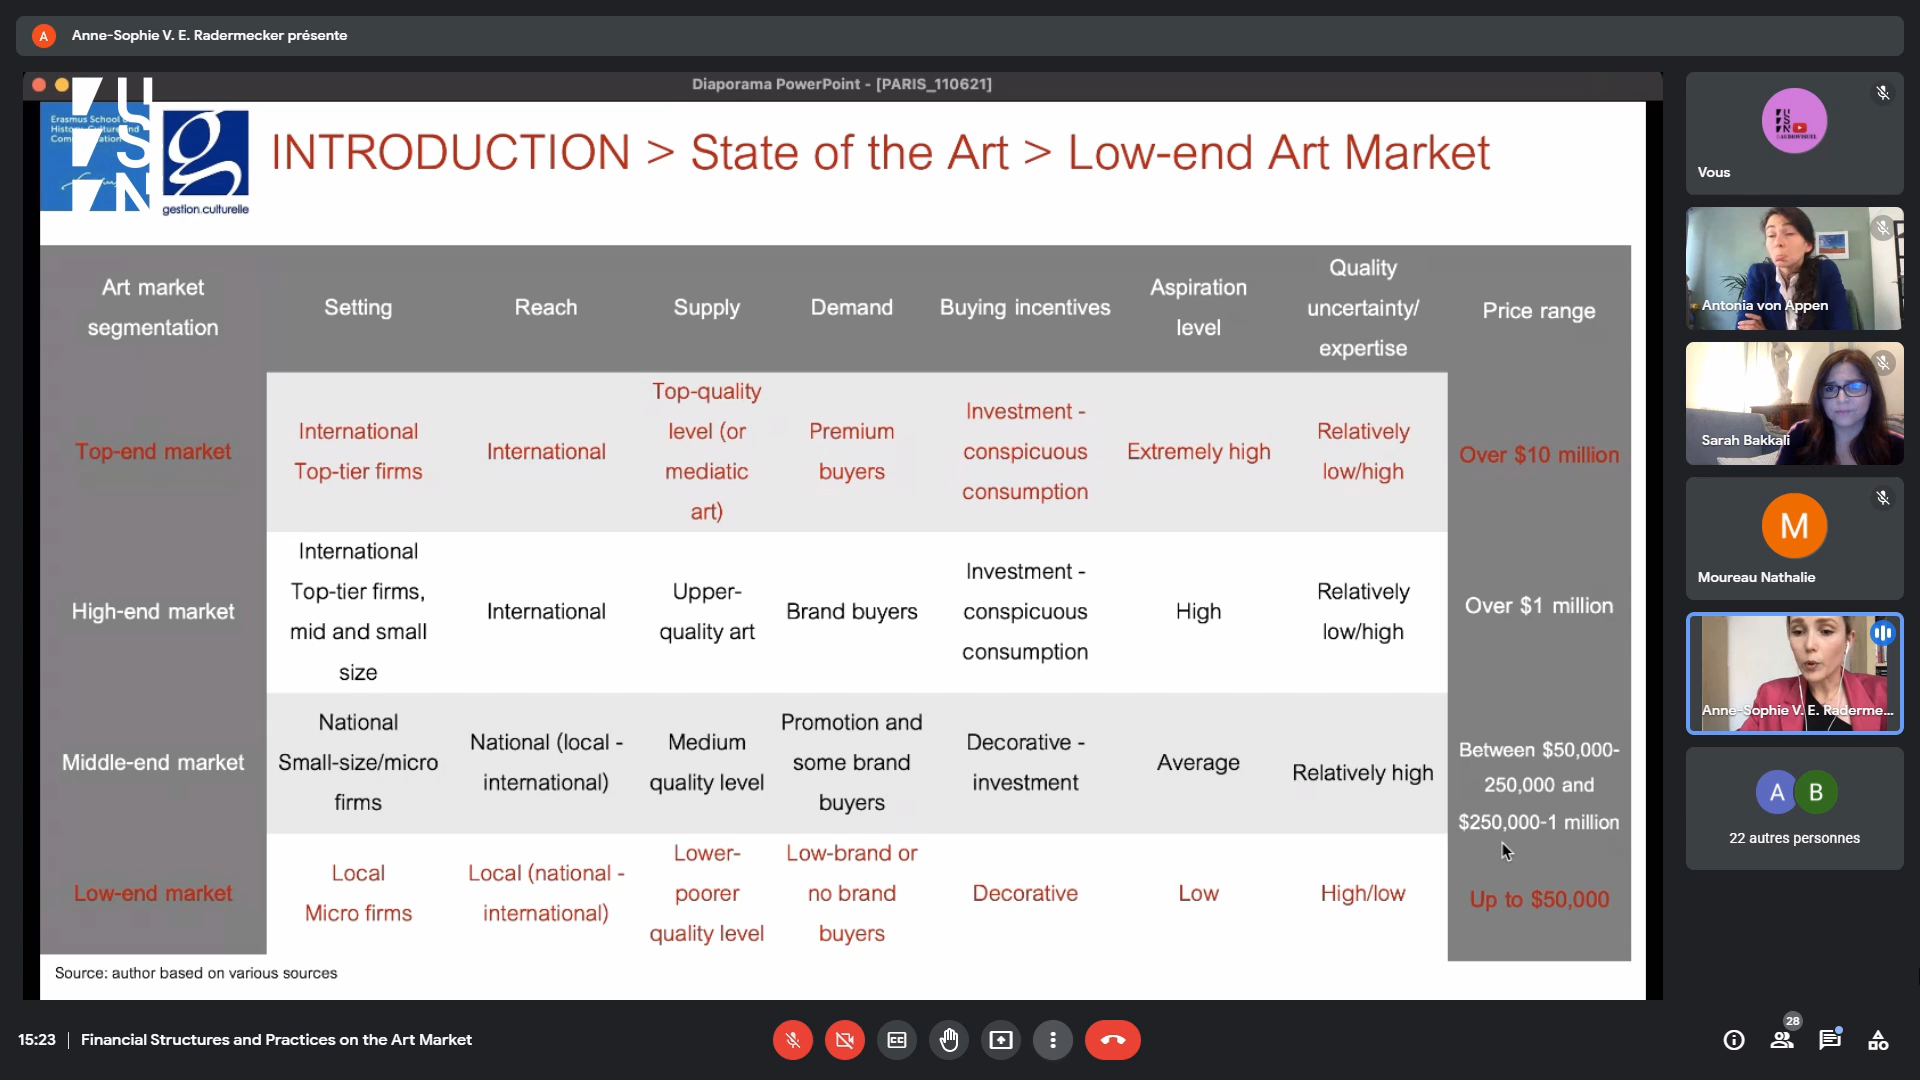 A
Anne-Sophie V. E. Radermecker présente
Diaporama PowerPoint - [PARIS_110621]
Erasmus School
History, Culture and
Communication
USN
g
gestion.culturelle
INTRODUCTION > State of the Art > Low-end Art Market
Art market
segmentation
Setting
Reach
Supply
Demand
Buying incentives
Aspiration
level
Quality
uncertainty/
expertise
Price range
Top-end market
International
Top-tier firms
International
Top-quality
level (or
mediatic
art)
Premium
buyers
Investment -
conspicuous
consumption
Extremely high
Relatively
low/high
Over $10 million
High-end market
International
Top-tier firms,
mid and small
size
International
Upper-
quality art
Brand buyers
Investment -
conspicuous
consumption
High
Relatively
low/high
Over $1 million
Middle-end market
National
Small-size/micro
firms
National (local -
international)
Medium
quality level
Promotion and
some brand
buyers
Decorative -
investment
Average
Relatively high
Between $50,000-
250,000 and
$250,000-1 million
Low-end market
Local
Micro firms
Local (national -
international)
Lower-
poorer
quality level
Low-brand or
no brand
buyers
Decorative
Low
High/low
Up to $50,000
Source: author based on various sources
Vous
Antonia von Appen
Sarah Bakkali
M
Moureau Nathalie
Anne-Sophie V. E. Raderme...
A B
22 autres personnes
15:23 | Financial Structures and Practices on the Art Market
28